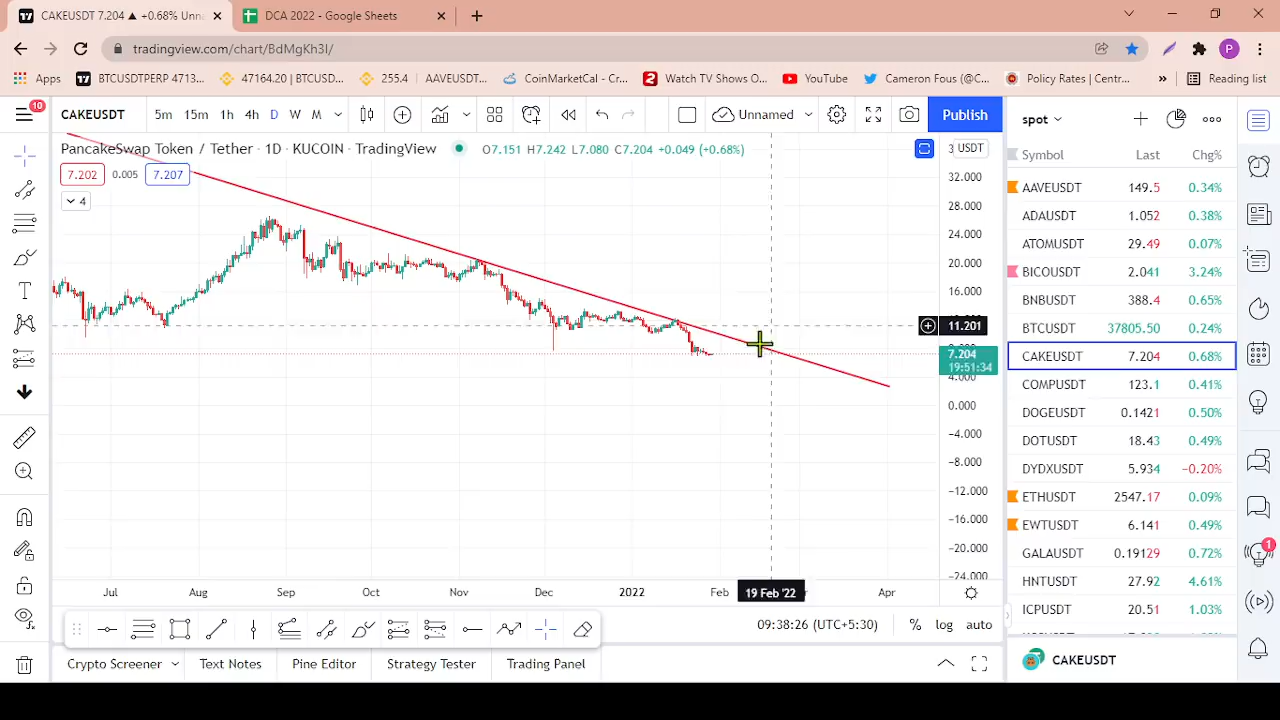 CAKEUSDT 7.204 ▲ +0.68% Unna
DCA 2022 - Google Sheets
tradingview.com/chart/BdMgKh3I/
P
Apps
BTCUSDTPERP 4713...
47164.20 | BTCUSD...
255.4
AAVEUSDT...
CoinMarketCal - Cr...
Watch TV Shows O...
YouTube
Cameron Fous (@C...
Policy Rates | Centr...
»
Reading list
10
CAKEUSDT
5m 15m 1h 4h D W M
Unnamed
Publish
spot
PancakeSwap Token / Tether · 1D · KUCOIN · TradingView
O7.151 H7.242 L7.080 C7.204 +0.049 (+0.68%)
USDT
7.202 0.005 7.207
4
32.000
28.000
24.000
20.000
16.000
11.201
7.204
19:51:34
4.000
0.000
−4.000
−8.000
−12.000
−16.000
−20.000
−24.000
Jul Aug Sep Oct Nov Dec 2022 Feb 19 Feb '22 Apr
Symbol Last Chg%
AAVEUSDT 149.5 0.34%
ADAUSDT 1.052 0.38%
ATOMUSDT 29.49 0.07%
BICOUSDT 2.041 3.24%
BNBUSDT 388.4 0.65%
BTCUSDT 37805.50 0.24%
CAKEUSDT 7.204 0.68%
COMPUSDT 123.1 0.41%
DOGEUSDT 0.1421 0.50%
DOTUSDT 18.43 0.49%
DYDXUSDT 5.934 −0.20%
ETHUSDT 2547.17 0.09%
EWTUSDT 6.141 0.49%
GALAUSDT 0.19129 0.72%
HNTUSDT 27.92 4.61%
ICPUSDT 20.51 1.03%
1
09:38:26 (UTC+5:30)
% log auto
Crypto Screener
Text Notes
Pine Editor
Strategy Tester
Trading Panel
CAKEUSDT